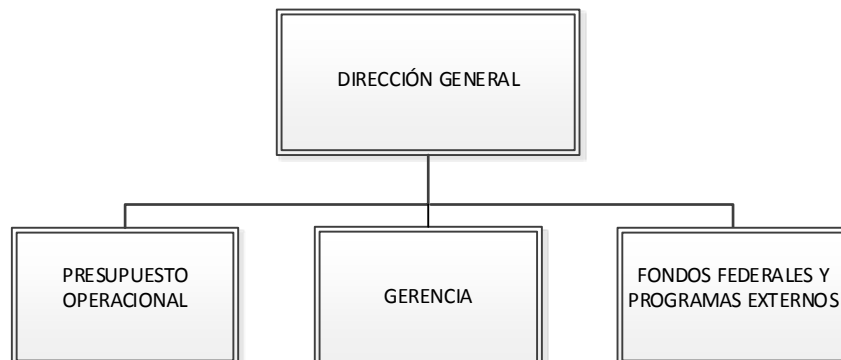 DIRECCIÓN GENERAL
PRESUPUESTO
OPERACIONAL
GERENCIA
FONDOS FEDERALES Y
PROGRAMAS EXTERNOS